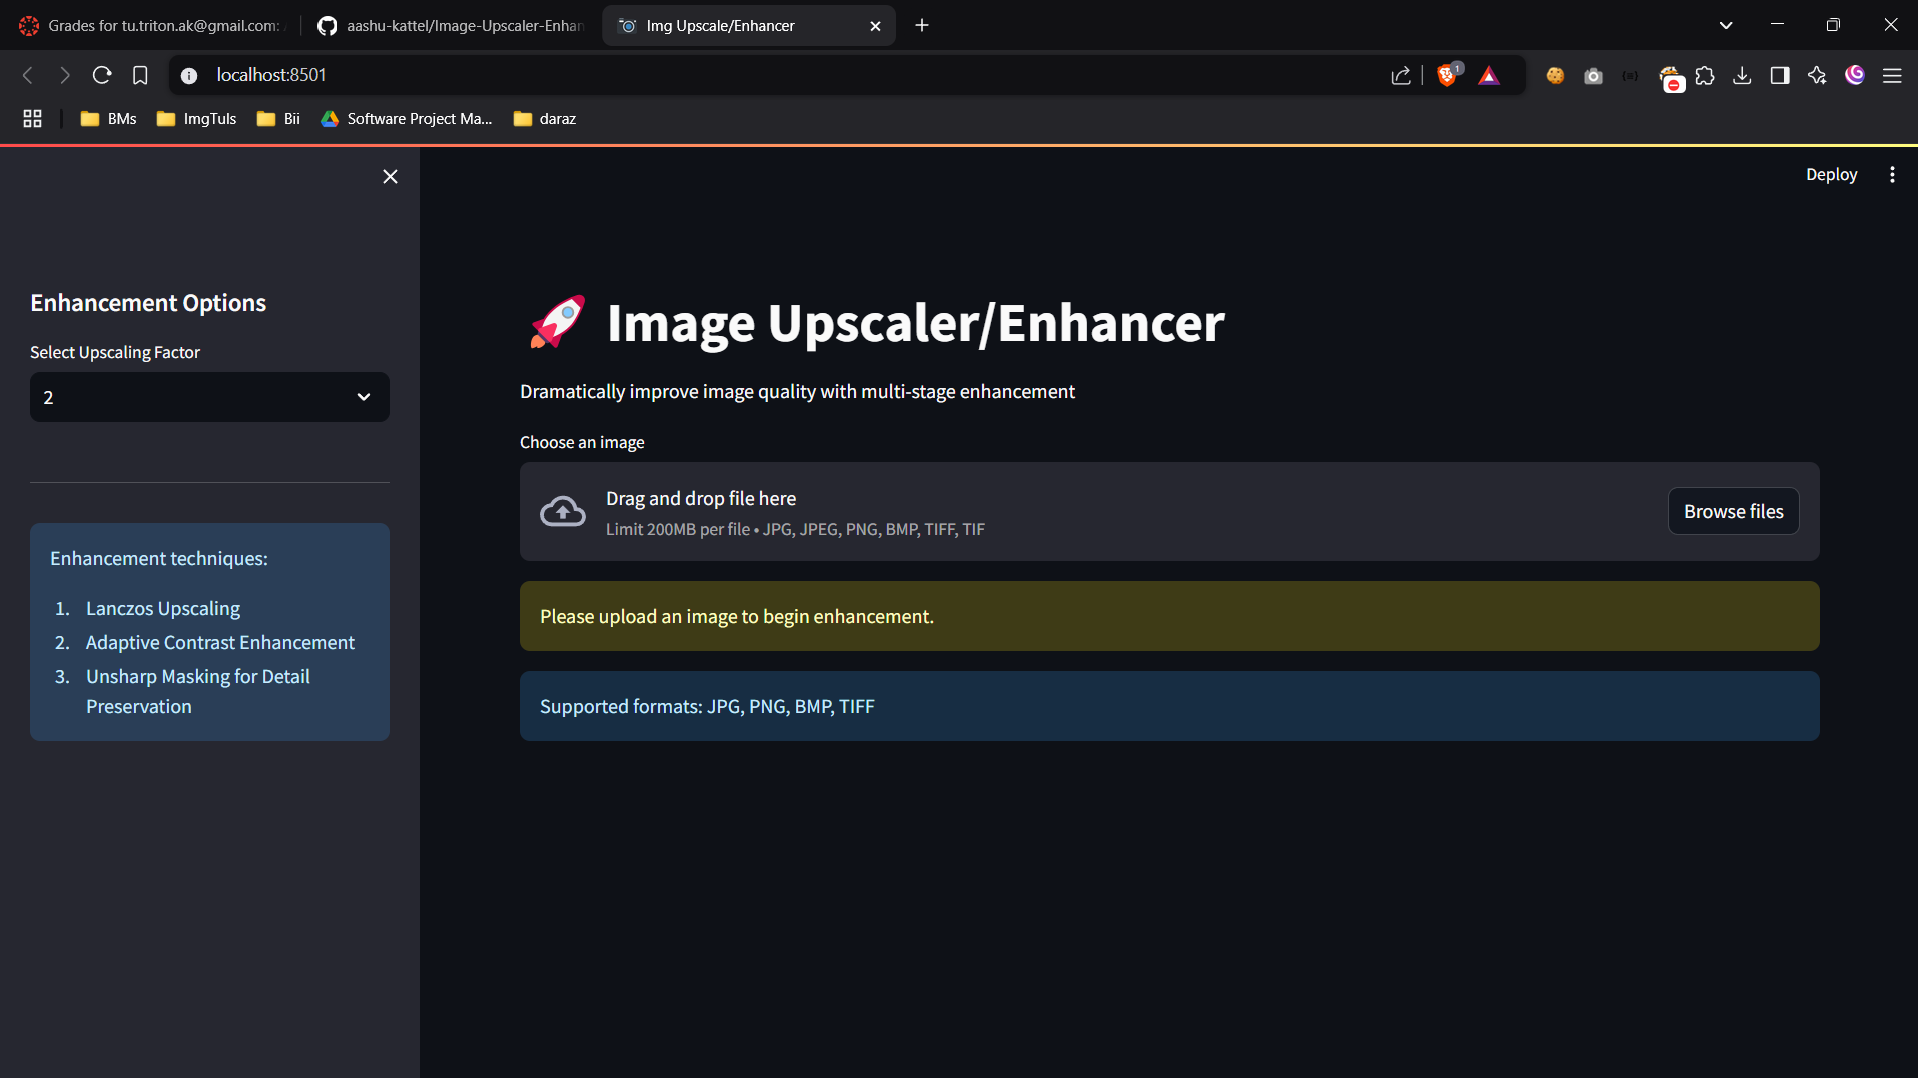 Grades for tu.triton.ak@gmail.com:
aashu-kattel/Image-Upscaler-Enhan
Img Upscale/Enhancer
localhost:8501
1
BMs
ImgTuls
Bii
Software Project Ma...
daraz
Deploy
Enhancement Options
Select Upscaling Factor
2
Enhancement techniques:
1. Lanczos Upscaling
2. Adaptive Contrast Enhancement
3. Unsharp Masking for Detail
Preservation
🚀 Image Upscaler/Enhancer
Dramatically improve image quality with multi-stage enhancement
Choose an image
Drag and drop file here
Limit 200MB per file • JPG, JPEG, PNG, BMP, TIFF, TIF
Browse files
Please upload an image to begin enhancement.
Supported formats: JPG, PNG, BMP, TIFF